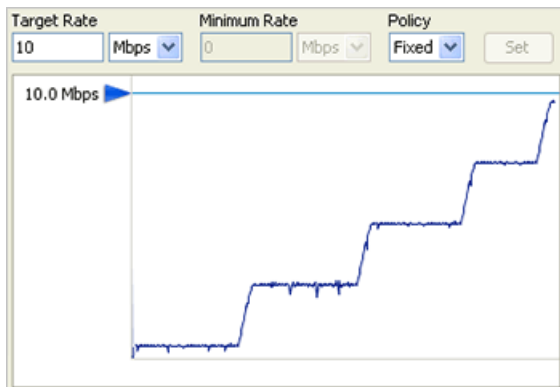 Target Rate Minimum Rate Policy
10 Mbps 0 Mbps Fixed Set
10.0 Mbps